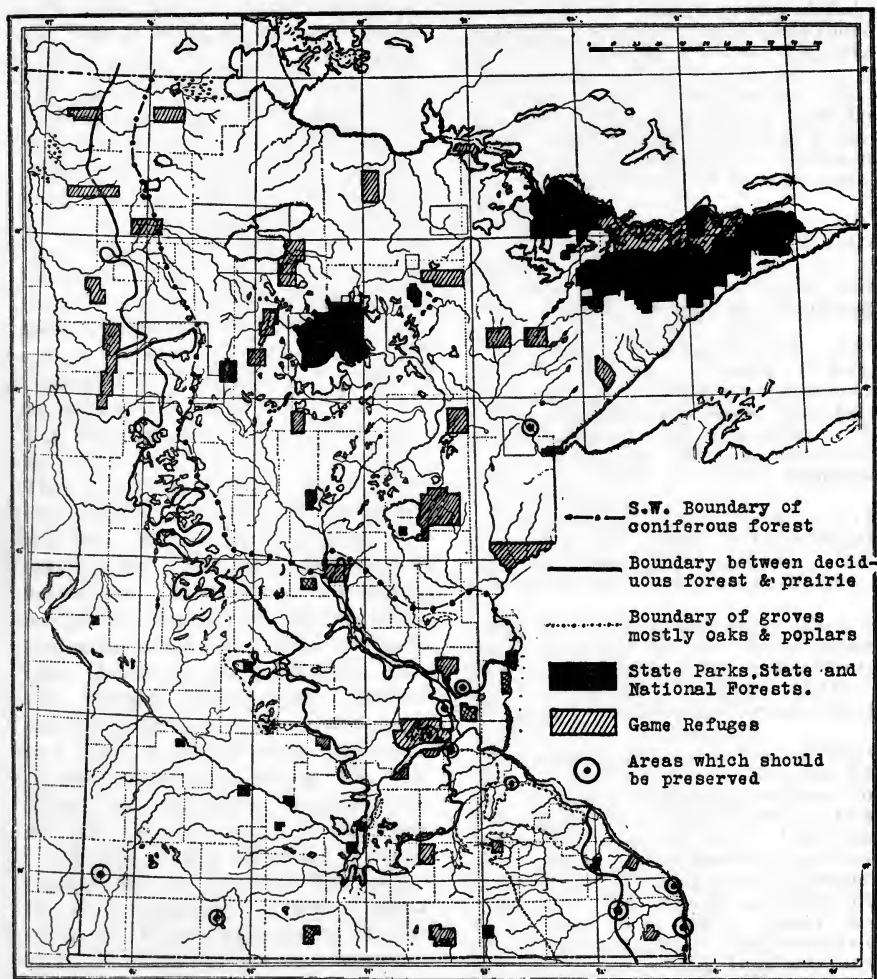 S.W. Boundary of
coniferous forest
Boundary between decid-
uous forest & prairie
Boundary of groves
mostly oaks & poplars
State Parks, State and
National Forests.
Game Refuges
Areas which should
be preserved